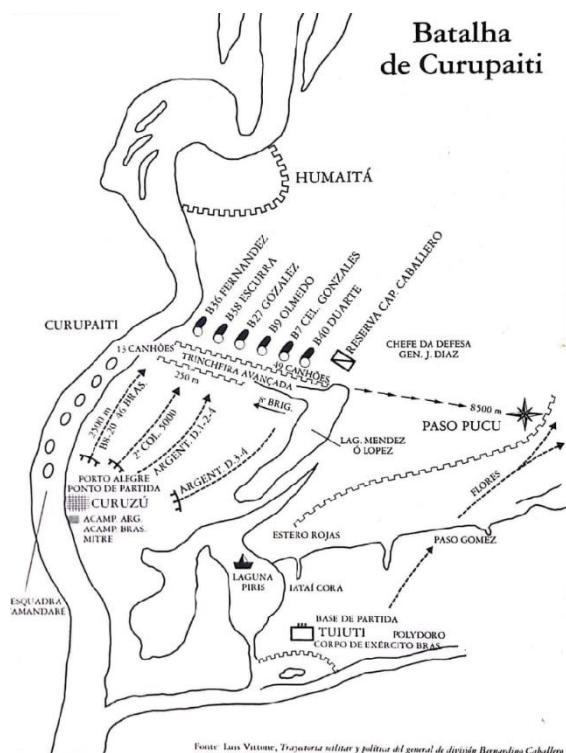 Batalha
de Curupaiti
HUMAITÁ
B36 FERNANDEZ
B38 ESCURRA
B27 GOZALEZ
B9 OLMEDO
B7 CEL. GONZALES
B40 DUARTE
RESERVA CAP. CABALLERO
CURUPAITI
13 CANHÕES
49 CANHÕES
TRINCHFIRA AVANÇADA
250 m
CHEFE DA DEFESA
GEN. J. DIAZ
8500 m
PASO PUCU
2500 m
B8-20 46 BRAS.
2ª COL. 5000
ARGENT. D.1-2-4
8ª BRIG.
ARGENT. D.3-4
LAG. MENDEZ
Ó LOPEZ
PORTO ALEGRE
PONTO DE PARTIDA
CURUZÚ
ACAMP. ARG.
ACAMP. BRAS.
MITRE
FLORES
ESTERO ROJAS
PASO GOMEZ
ESQUADRA
TAMANDARÉ
LAGUNA
PIRIS
IATAÍ CORA
BASE DE PARTIDA
TUIUTI
POLYDORO
CORPO DE EXÉRCITO BRAS.
Fonte: Luis Vittone, Trayetoria militar y política del general de división Bernardino Caballero